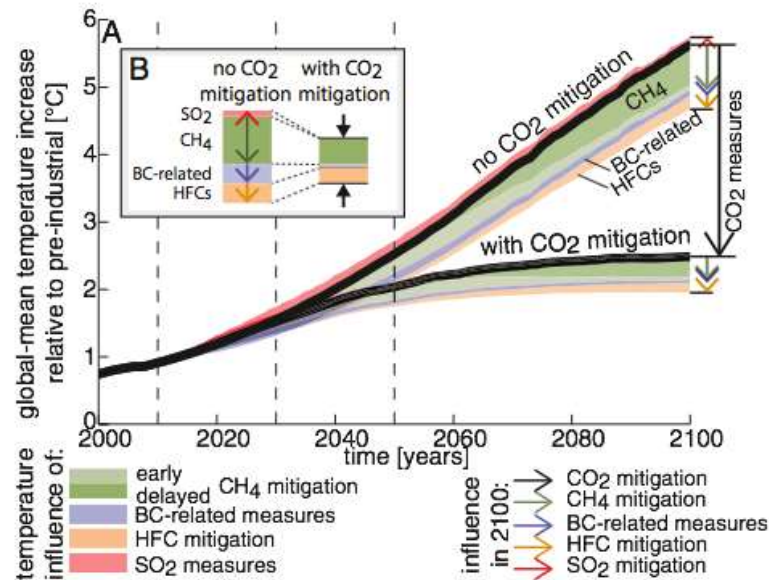 A
B
no CO2 mitigation
with CO2 mitigation
SO2
CH4
BC-related
HFCs
no CO2 mitigation
CH4
BC-related
HFCs
CO2 measures
with CO2 mitigation
global-mean temperature increase
relative to pre-industrial [°C]
6
5
4
3
2
1
0
2000
2020
2040
2060
2080
2100
time [years]
temperature
influence of:
early
delayed
CH4 mitigation
BC-related measures
HFC mitigation
SO2 measures
influence
in 2100:
CO2 mitigation
CH4 mitigation
BC-related measures
HFC mitigation
SO2 mitigation